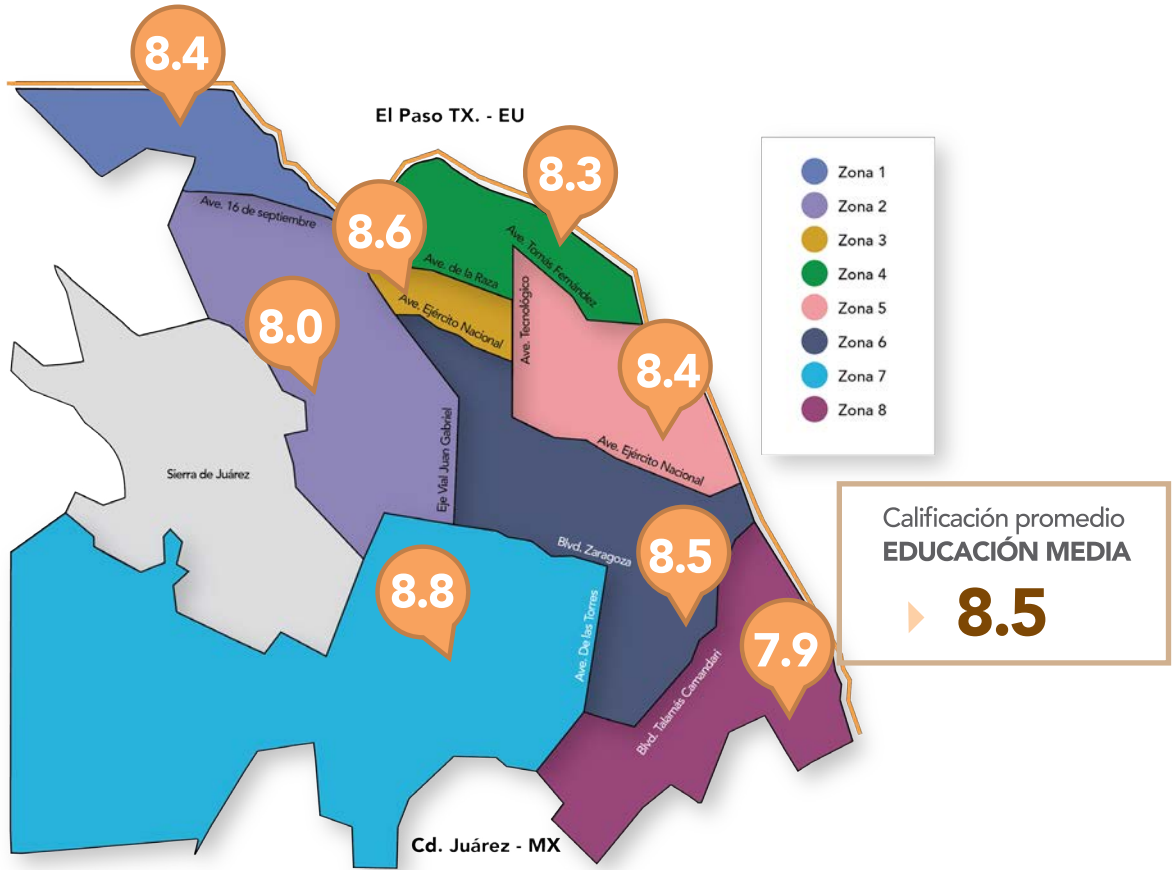 8.4
El Paso TX. - EU
8.3
Zona 1
Zona 2
Zona 3
Zona 4
Zona 5
Zona 6
Zona 7
Zona 8
Ave. 16 de septiembre
8.6
Ave. Tomás Fernández
Ave. de la Raza
Ave. Tecnológico
Ave. Ejército Nacional
8.0
8.4
Eje Vial Juan Gabriel
Ave. Ejército Nacional
Sierra de Juárez
Calificación promedio
EDUCACIÓN MEDIA
8.5
Blvd. Zaragoza
8.5
8.8
Ave. De las Torres
7.9
Blvd. Talamás Camandari
Cd. Juárez - MX